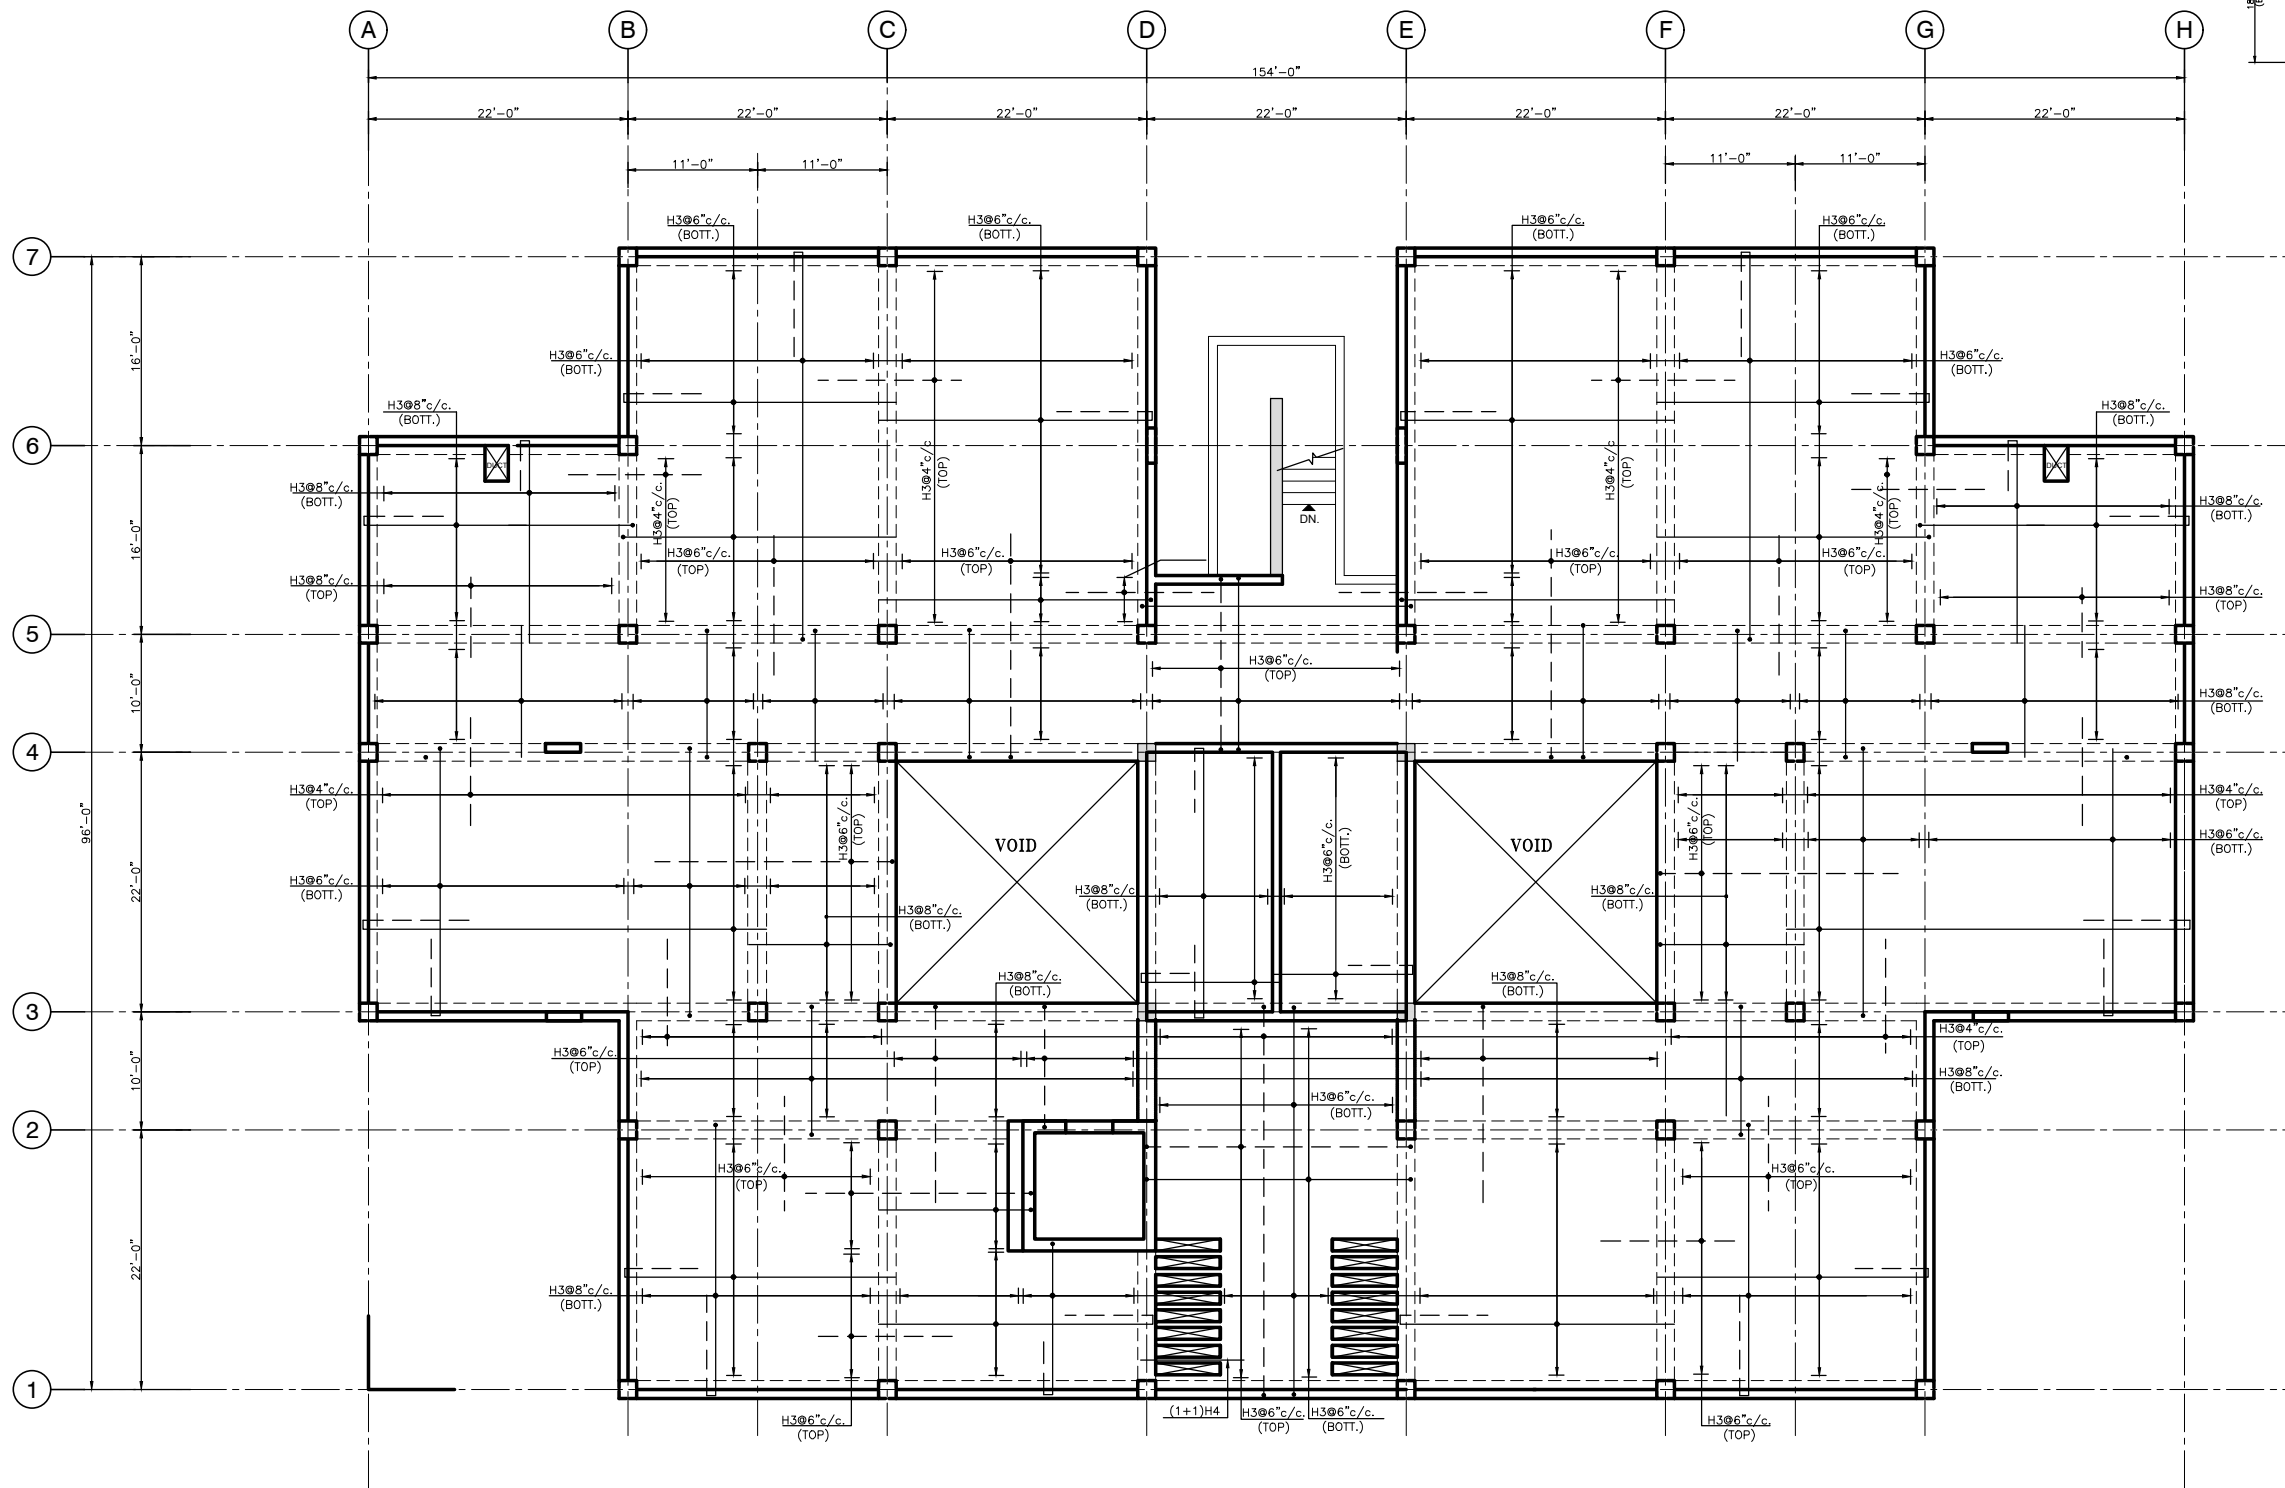 A B C D E F G H
154'-0"
22'-0" 22'-0" 22'-0" 22'-0" 22'-0" 22'-0" 22'-0"
11'-0" 11'-0" 11'-0" 11'-0"
H3@6"c/c. H3@6"c/c. H3@6"c/c. H3@6"c/c.
(BOTT.) (BOTT.) (BOTT.) (BOTT.)
7
16'-0"
H3@6"c/c. H3@6"c/c.
(BOTT.) (BOTT.)
H3@8"c/c. H3@8"c/c.
(BOTT.) (BOTT.)
6
DUCT DUCT
H3@4"c/c
(TOP)
H3@4"c/c
(TOP)
H3@8"c/c. H3@8"c/c.
(BOTT.) (BOTT.)
H3@4"c/c.
(TOP)
H3@4"c/c.
(TOP)
DN.
16'-0"
H3@6"c/c. H3@6"c/c. H3@6"c/c. H3@6"c/c.
(TOP) (TOP) (TOP) (TOP)
H3@8"c/c. H3@8"c/c.
(TOP) (TOP)
5
H3@6"c/c.
(TOP)
10'-0"
H3@8"c/c.
(BOTT.)
4
H3@4"c/c. H3@4"c/c.
(TOP) (TOP)
96'-0"
H3@6"c/c.
(TOP)
VOID VOID
H3@6"c/c.
(BOTT.)
H3@6"c/c.
(TOP)
H3@6"c/c.
(BOTT.)
22'-0"
H3@6"c/c. H3@8"c/c H3@8"c/c.
(BOTT.) (BOTT.) (BOTT.)
H3@8"c/c.
(BOTT.)
H3@8"c/c. H3@8"c/c.
(BOTT.) (BOTT.)
3
H3@4"c/c.
(TOP)
H3@6"c/c.
(TOP)
10'-0"
H3@8"c/c.
(BOTT.)
H3@6"c/c.
(BOTT.)
2
H3@6"c/c. H3@6"c/c.
(TOP) (TOP)
22'-0"
H3@8"c/c.
(BOTT.)
1
(1+1)H4 H3@6"c/c. H3@6"c/c.
(TOP) (BOTT.)
H3@6"c/c. H3@6"c/c.
(TOP) (TOP)